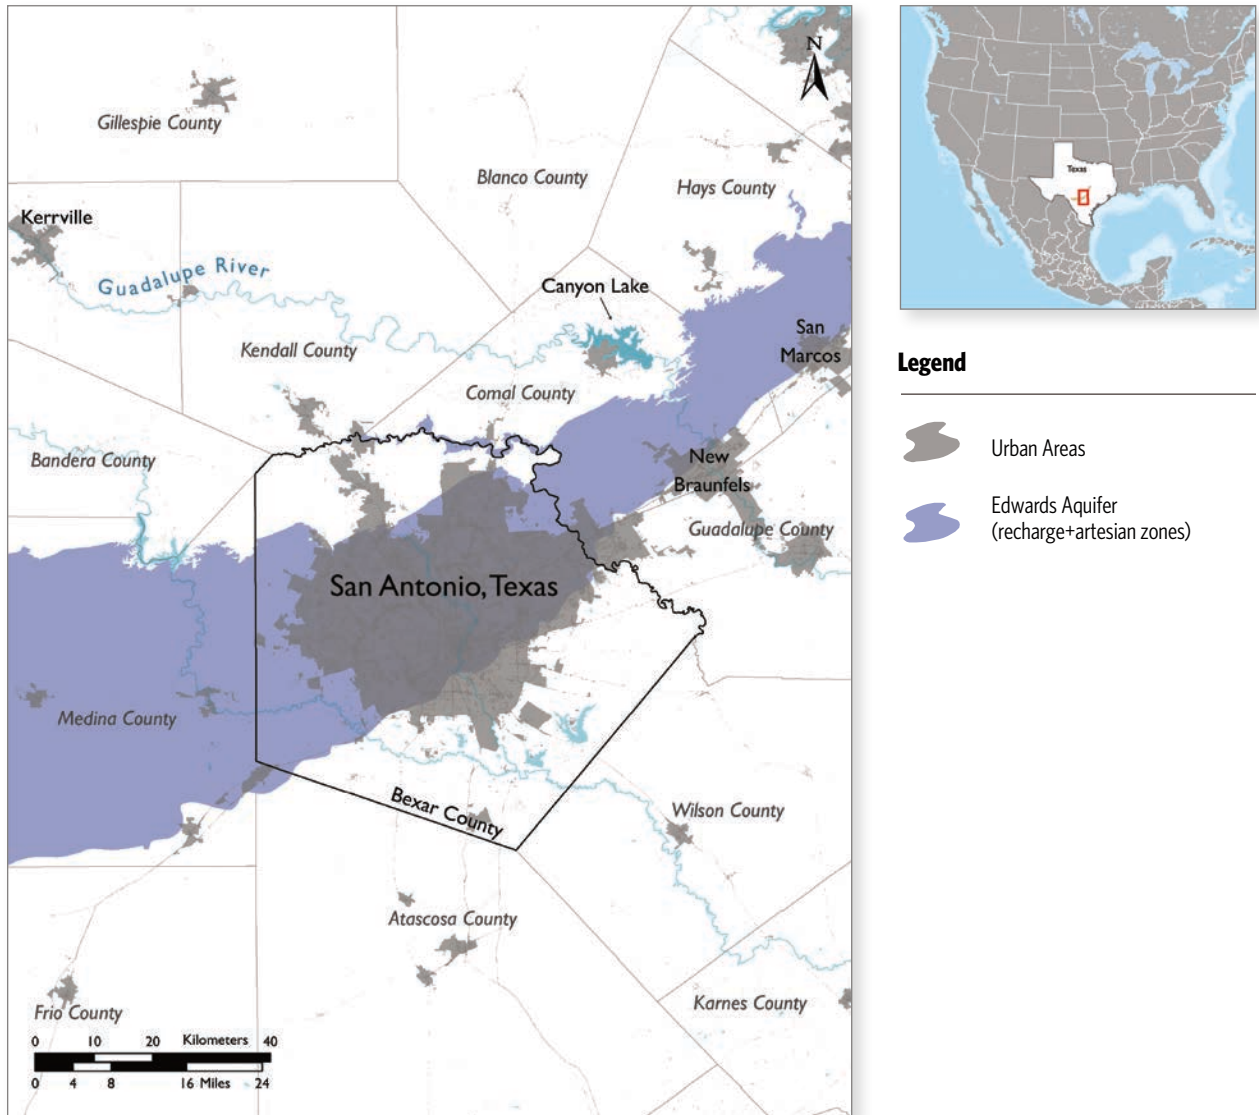 N
Gillespie County
Blanco County
Hays County
Kerrville
Guadalupe River
Canyon Lake
San
Marcos
Kendall County
Comal County
Bandera County
New
Braunfels
Guadalupe County
San Antonio, Texas
Medina County
Bexar County
Wilson County
Atascosa County
Karnes County
Frio County
0 10 20 Kilometers 40
0 4 8 16 Miles 24
Texas
Legend
Urban Areas
Edwards Aquifer
(recharge+artesian zones)